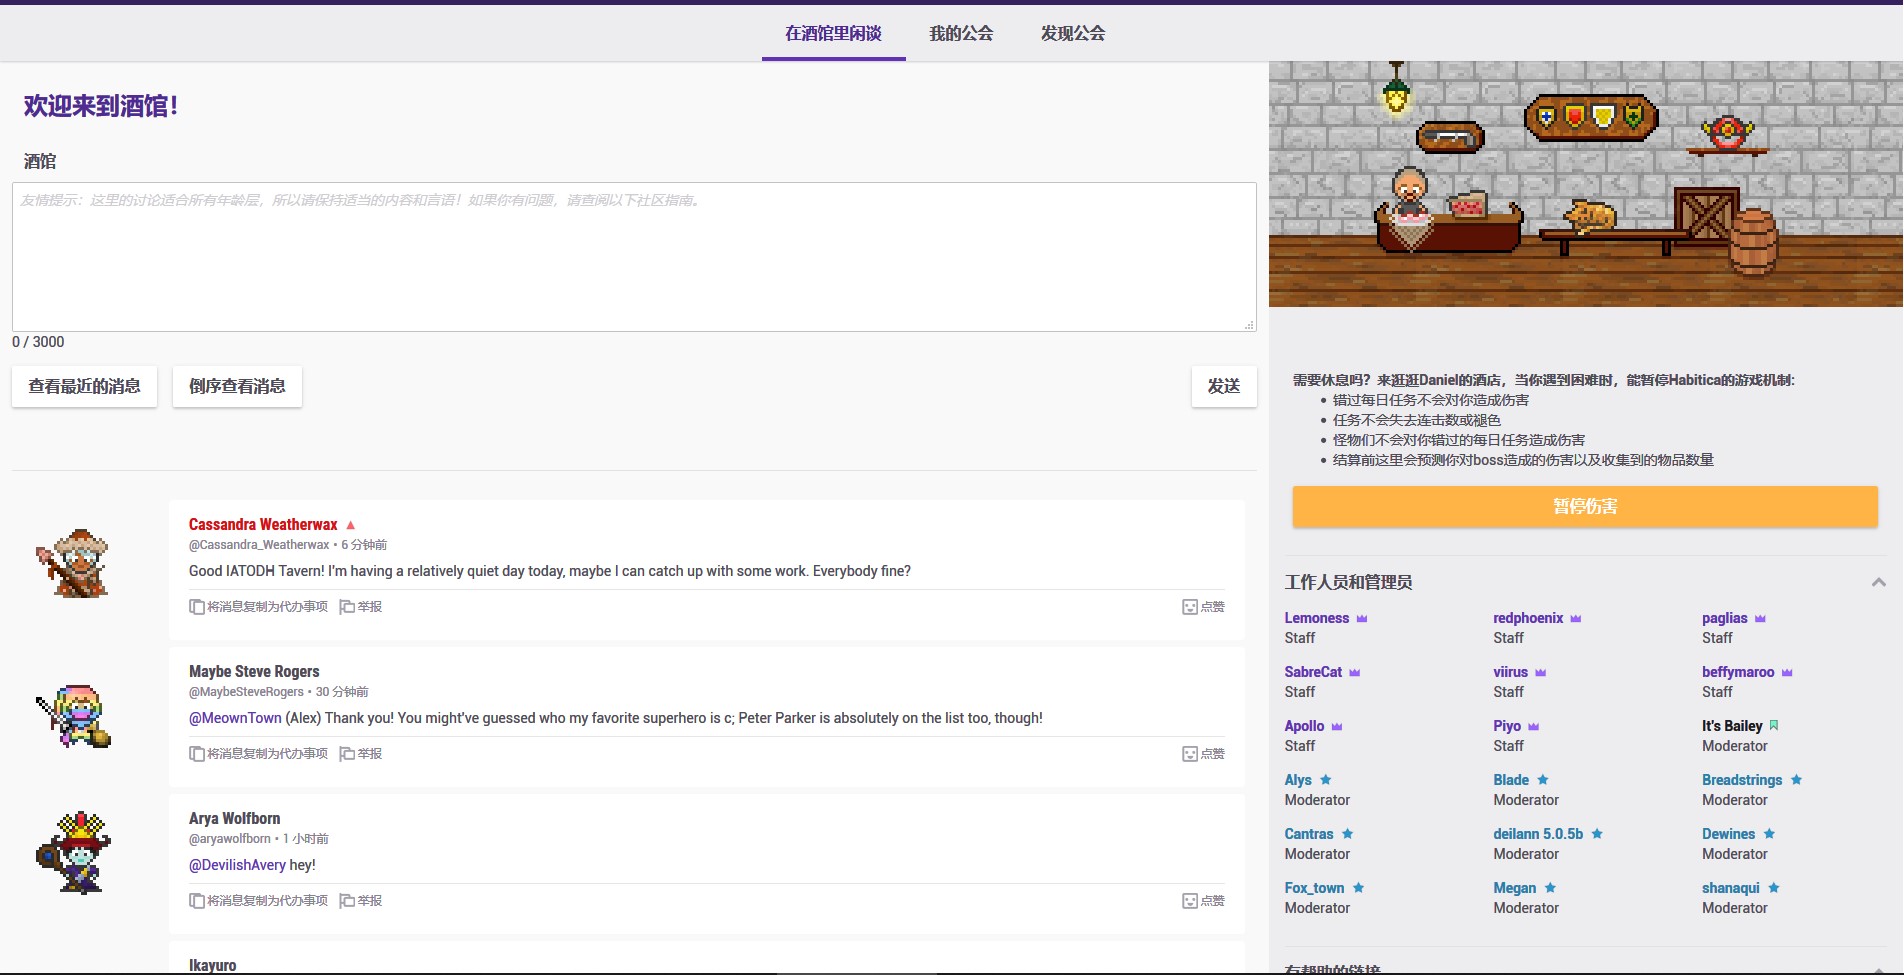 在酒馆里闲谈 我的公会 发现公会
欢迎来到酒馆！
酒馆
友情提示：这里的讨论适合所有年龄层，所以请保持适当的内容和言语！如果你有问题，请查阅以下社区指南。
0 / 3000
查看最近的消息 倒序查看消息 发送
Cassandra Weatherwax
@Cassandra_Weatherwax • 6 分钟前
Good IATODH Tavern! I'm having a relatively quiet day today, maybe I can catch up with some work. Everybody fine?
将消息复制为代办事项 举报 点赞
Maybe Steve Rogers
@MaybeSteveRogers • 30 分钟前
@MeownTown (Alex) Thank you! You might've guessed who my favorite superhero is c; Peter Parker is absolutely on the list too, though!
将消息复制为代办事项 举报 点赞
Arya Wolfborn
@aryawolfborn • 1 小时前
@DevilishAvery hey!
将消息复制为代办事项 举报 点赞
Ikayuro
需要休息吗？来逛逛Daniel的酒店，当你遇到困难时，能暂停Habitica的游戏机制:
• 错过每日任务不会对你造成伤害
• 任务不会失去连击数或褪色
• 怪物们不会对你错过的每日任务造成伤害
• 结算前这里会预测你对boss造成的伤害以及收集到的物品数量
暂停伤害
工作人员和管理员
Lemoness redphoenix paglias
Staff Staff Staff
SabreCat viirus beffymaroo
Staff Staff Staff
Apollo Piyo It's Bailey
Staff Staff Moderator
Alys Blade Breadstrings
Moderator Moderator Moderator
Cantras deilann 5.0.5b Dewines
Moderator Moderator Moderator
Fox_town Megan shanaqui
Moderator Moderator Moderator
有帮助的链接